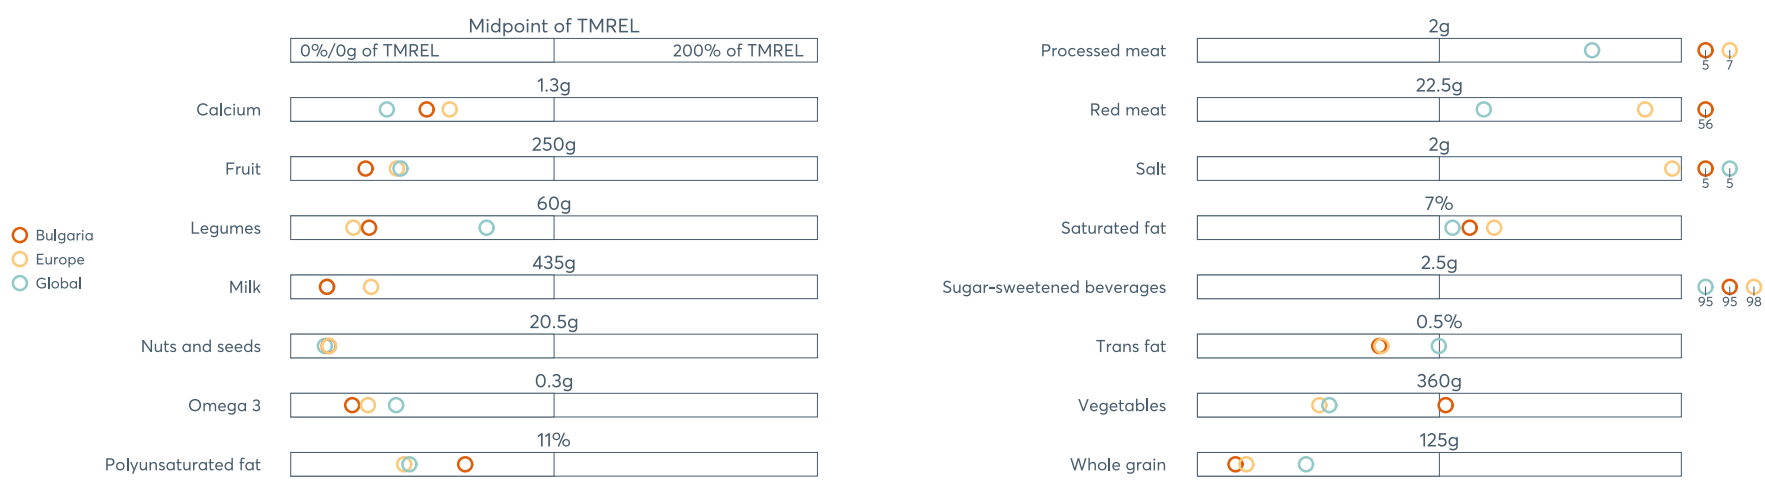 Midpoint of TMREL
0%/0g of TMREL 200% of TMREL
1.3g
Calcium
250g
Fruit
60g
Legumes
435g
Milk
20.5g
Nuts and seeds
0.3g
Omega 3
11%
Polyunsaturated fat
Bulgaria
Europe
Global
2g
Processed meat
5 7
22.5g
Red meat
56
2g
Salt
5 5
7%
Saturated fat
2.5g
Sugar-sweetened beverages
95 95 98
0.5%
Trans fat
360g
Vegetables
125g
Whole grain